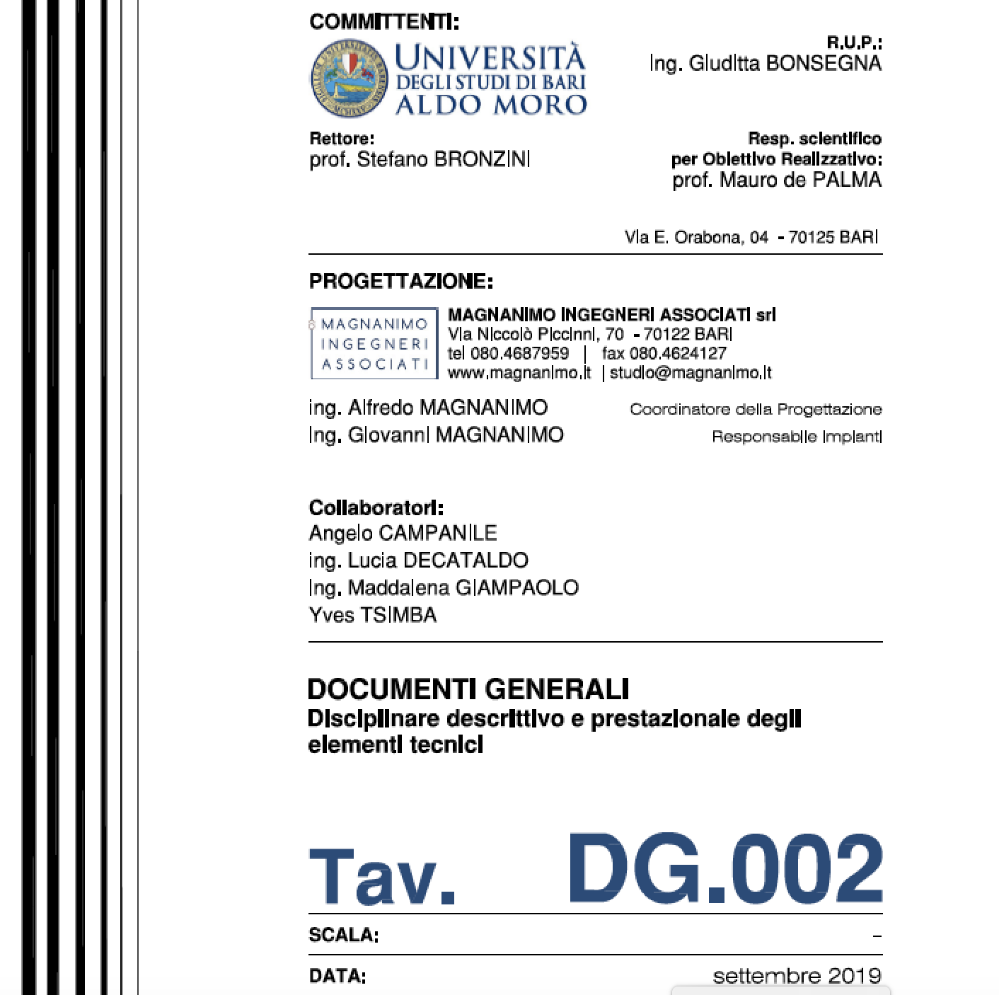 COMMITTENTI:
UNIVERSITÀ
DEGLI STUDI DI BARI
ALDO MORO
R.U.P.:
ing. Giuditta BONSEGNA
Rettore:
prof. Stefano BRONZINI
Resp. scientifico
per Obiettivo Realizzativo:
prof. Mauro de PALMA
Via E. Orabona, 04 - 70125 BARI
PROGETTAZIONE:
MAGNANIMO
INGEGNERI
ASSOCIATI
MAGNANIMO INGEGNERI ASSOCIATI srl
Via Niccolò Piccinni, 70 - 70122 BARI
tel 080.4687959 | fax 080.4624127
www.magnanimo.it | studio@magnanimo.it
ing. Alfredo MAGNANIMO Coordinatore della Progettazione
ing. Giovanni MAGNANIMO Responsabile Impianti
Collaboratori:
Angelo CAMPANILE
ing. Lucia DECATALDO
ing. Maddalena GIAMPAOLO
Yves TSIMBA
DOCUMENTI GENERALI
Disciplinare descrittivo e prestazionale degli
elementi tecnici
Tav. DG.002
SCALA: –
DATA: settembre 2019